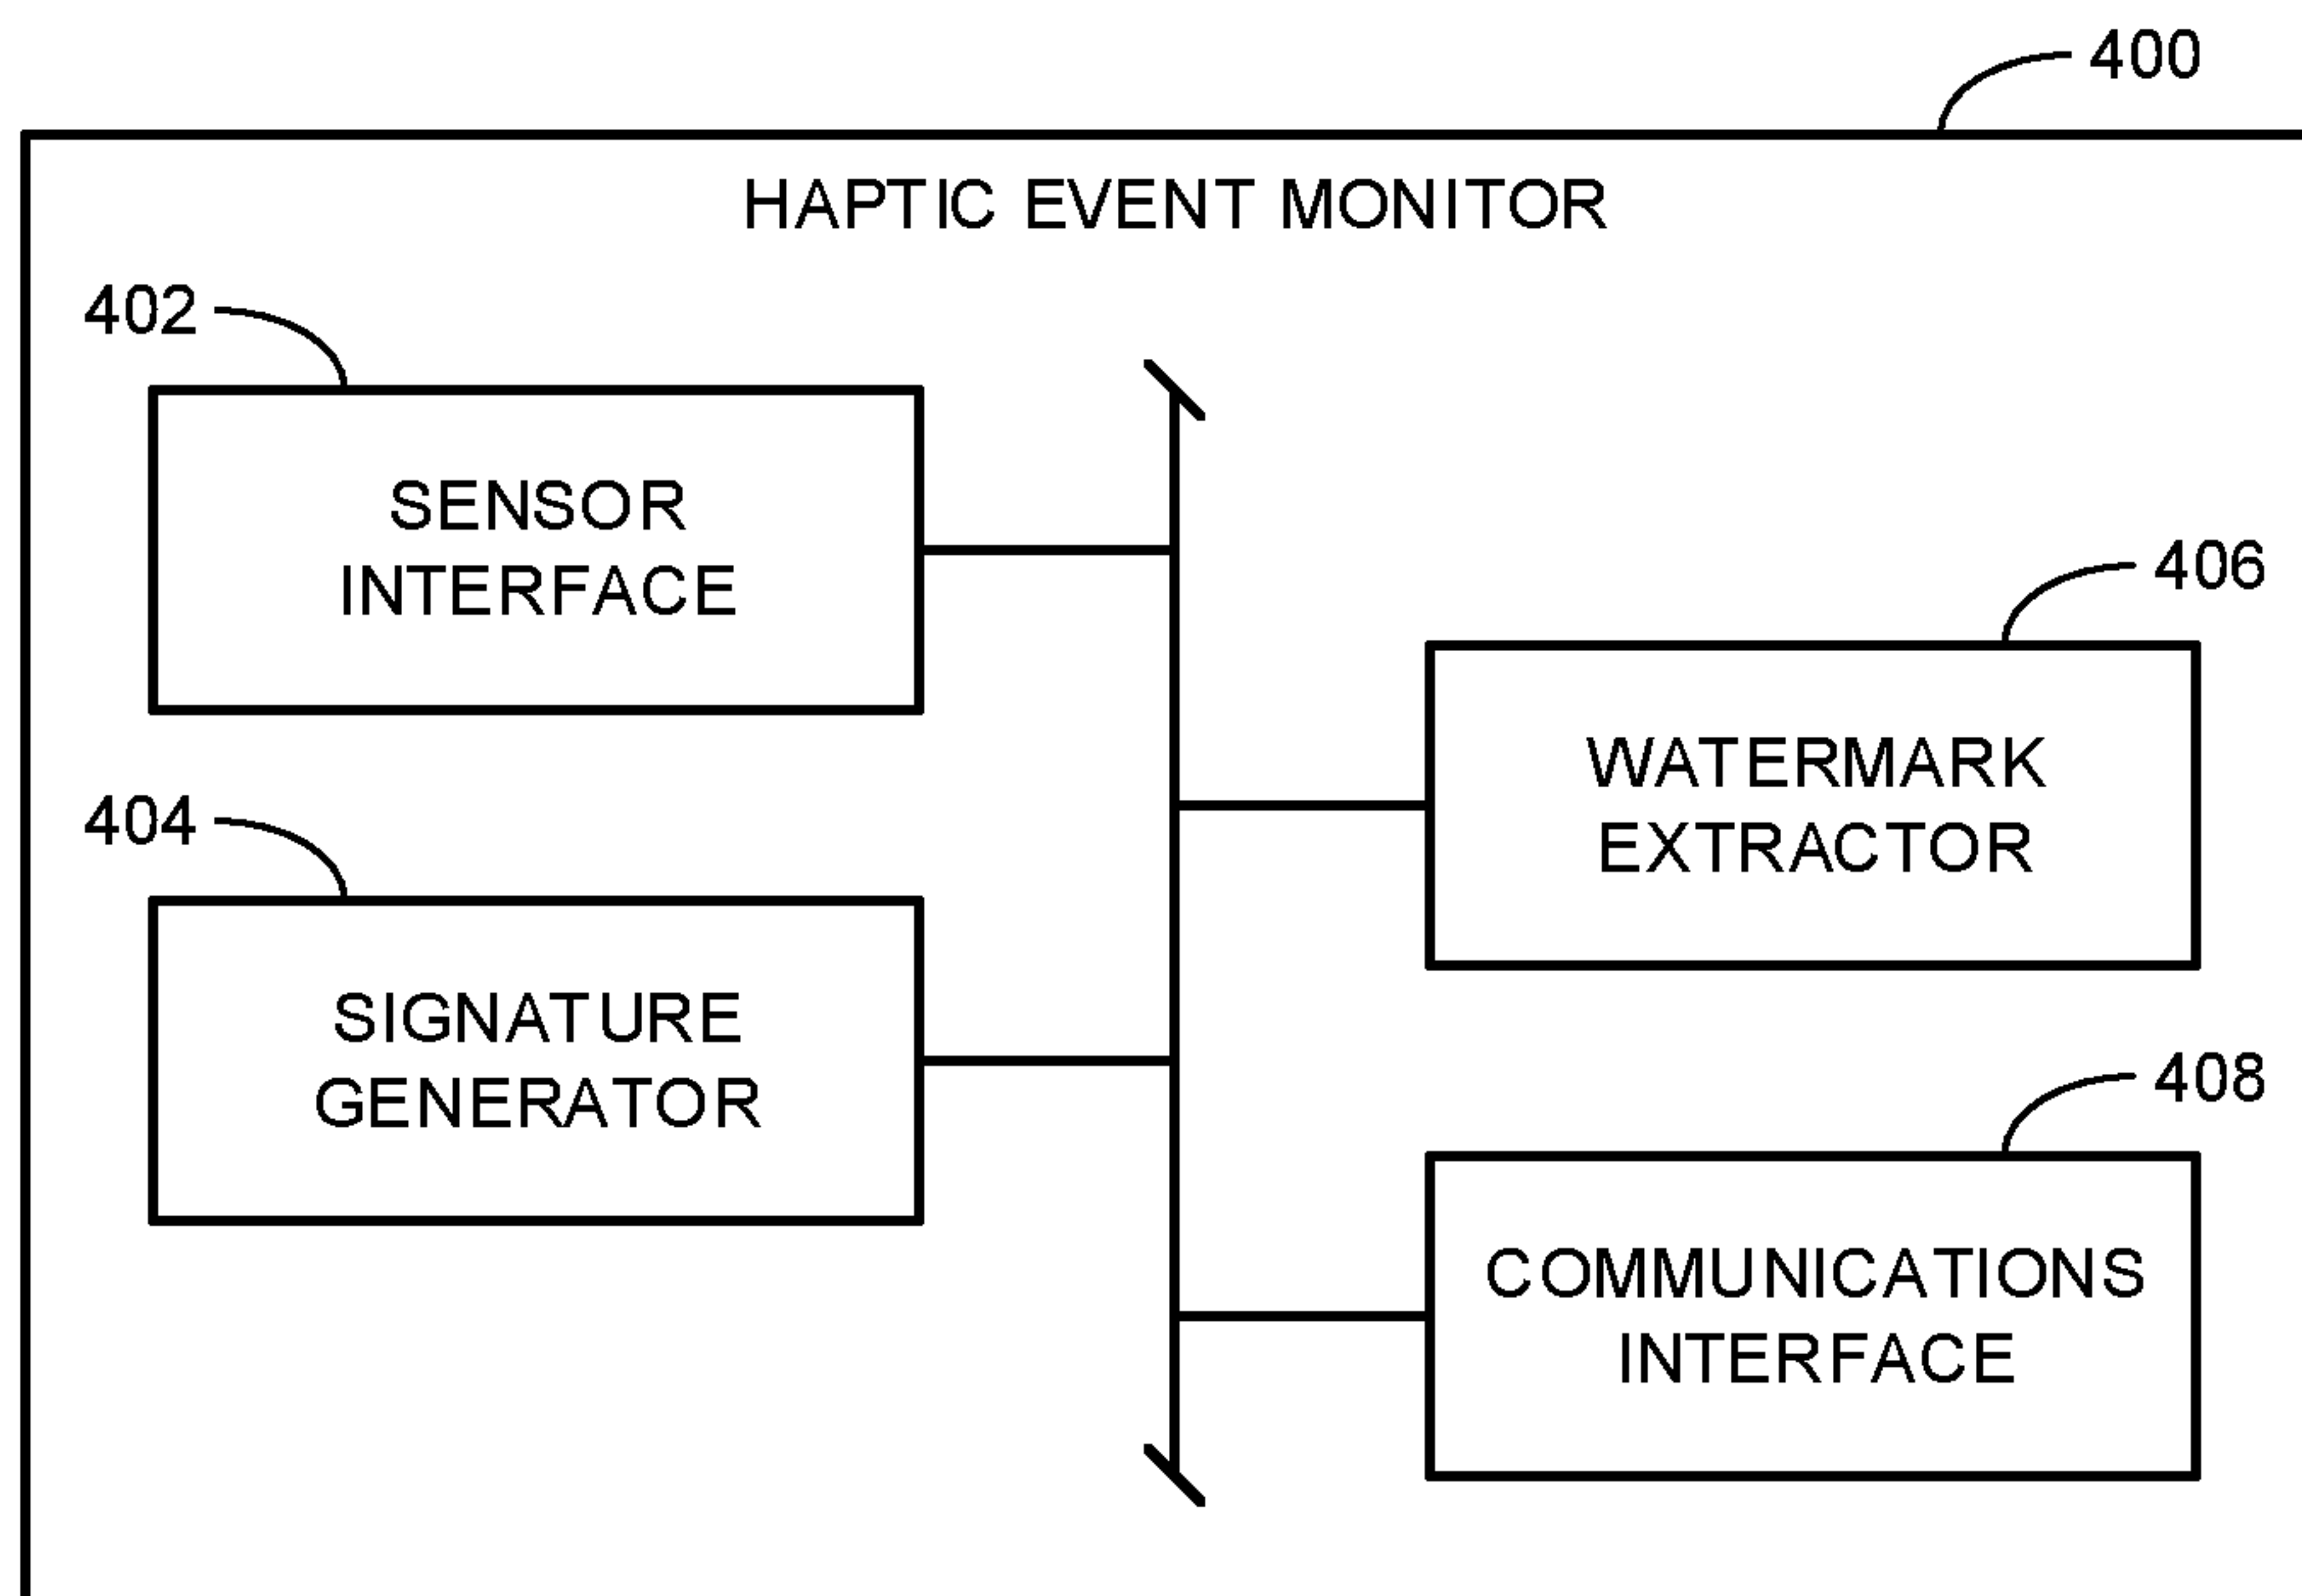 400
HAPTIC EVENT MONITOR
402
SENSOR
INTERFACE
406
WATERMARK
EXTRACTOR
404
SIGNATURE
GENERATOR
408
COMMUNICATIONS
INTERFACE